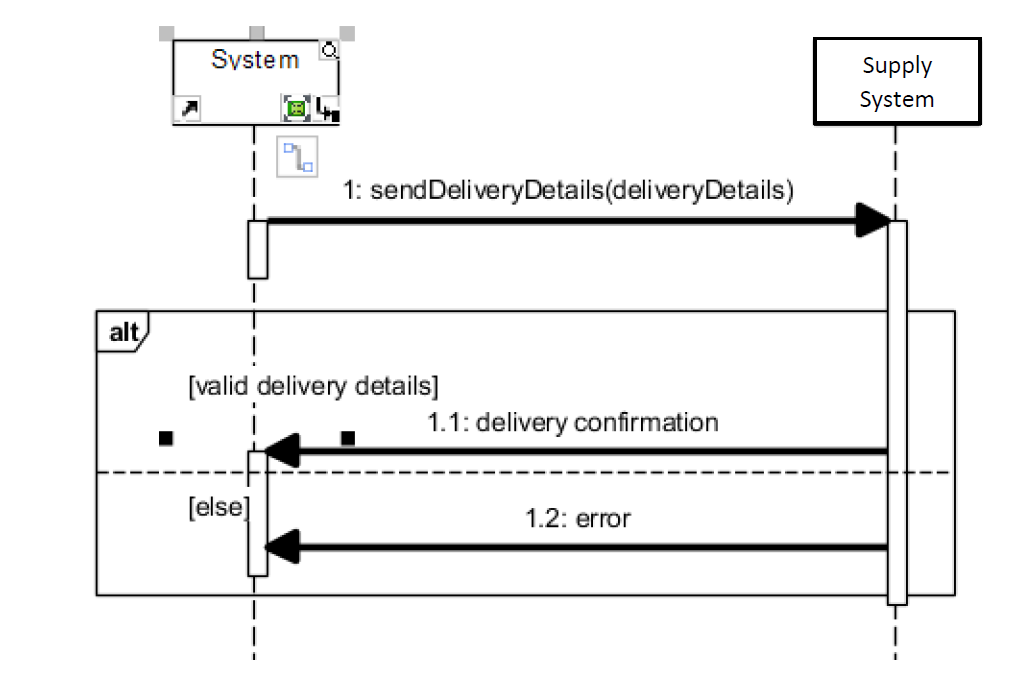 System
Supply
System
1: sendDeliveryDetails(deliveryDetails)
alt
[valid delivery details]
1.1: delivery confirmation
[else]
1.2: error